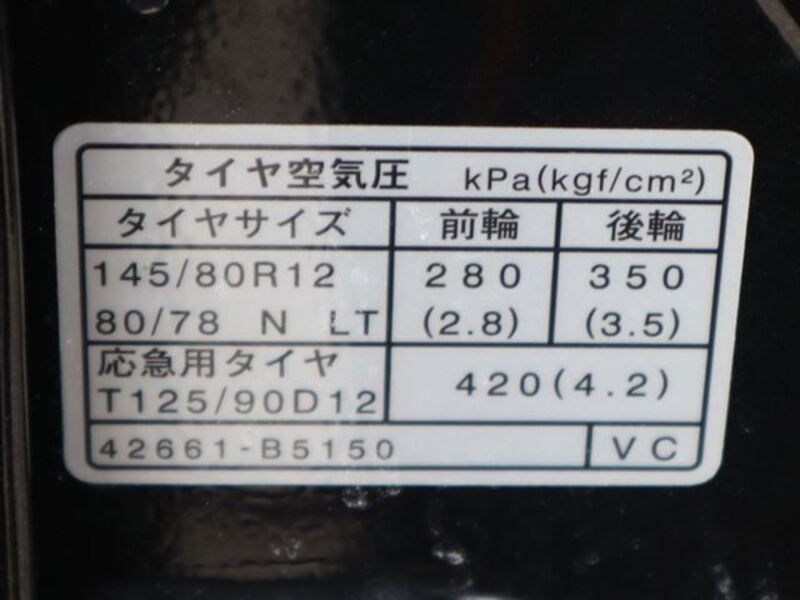 タイヤ空気圧 kPa(kgf/cm²)
タイヤサイズ 前輪 後輪
145/80R12 280 350
80/78 N LT (2.8) (3.5)
応急用タイヤ
T125/90D12 420(4.2)
42661-B5150 VC